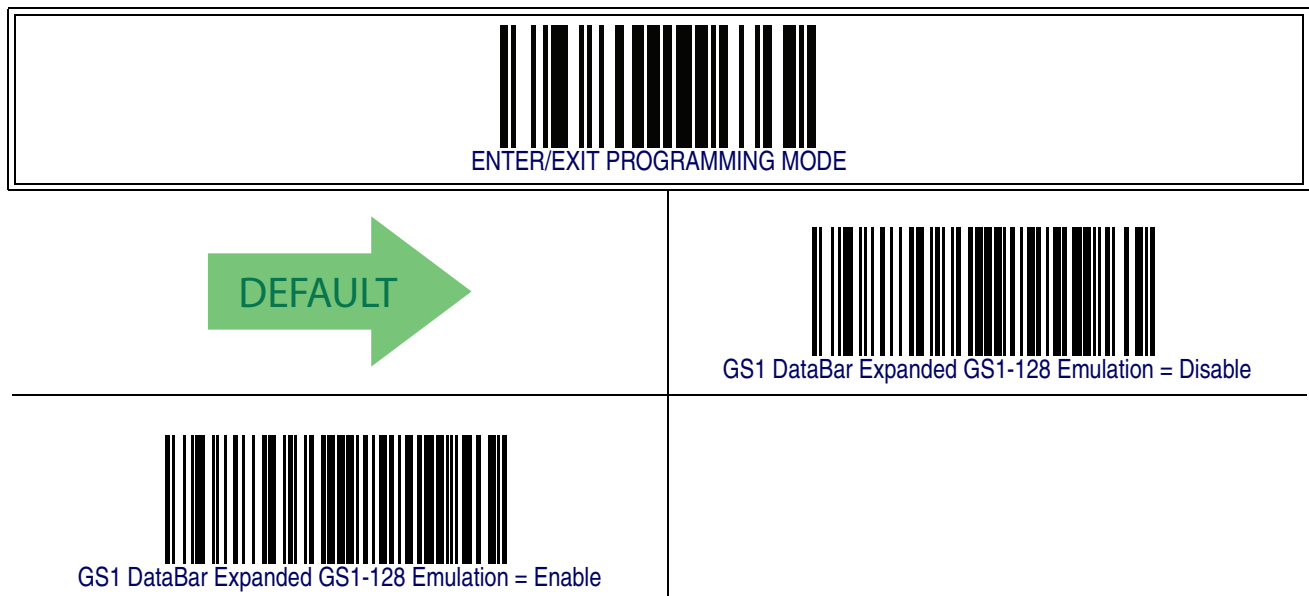 ENTER/EXIT PROGRAMMING MODE
DEFAULT
GS1 DataBar Expanded GS1-128 Emulation = Disable
GS1 DataBar Expanded GS1-128 Emulation = Enable